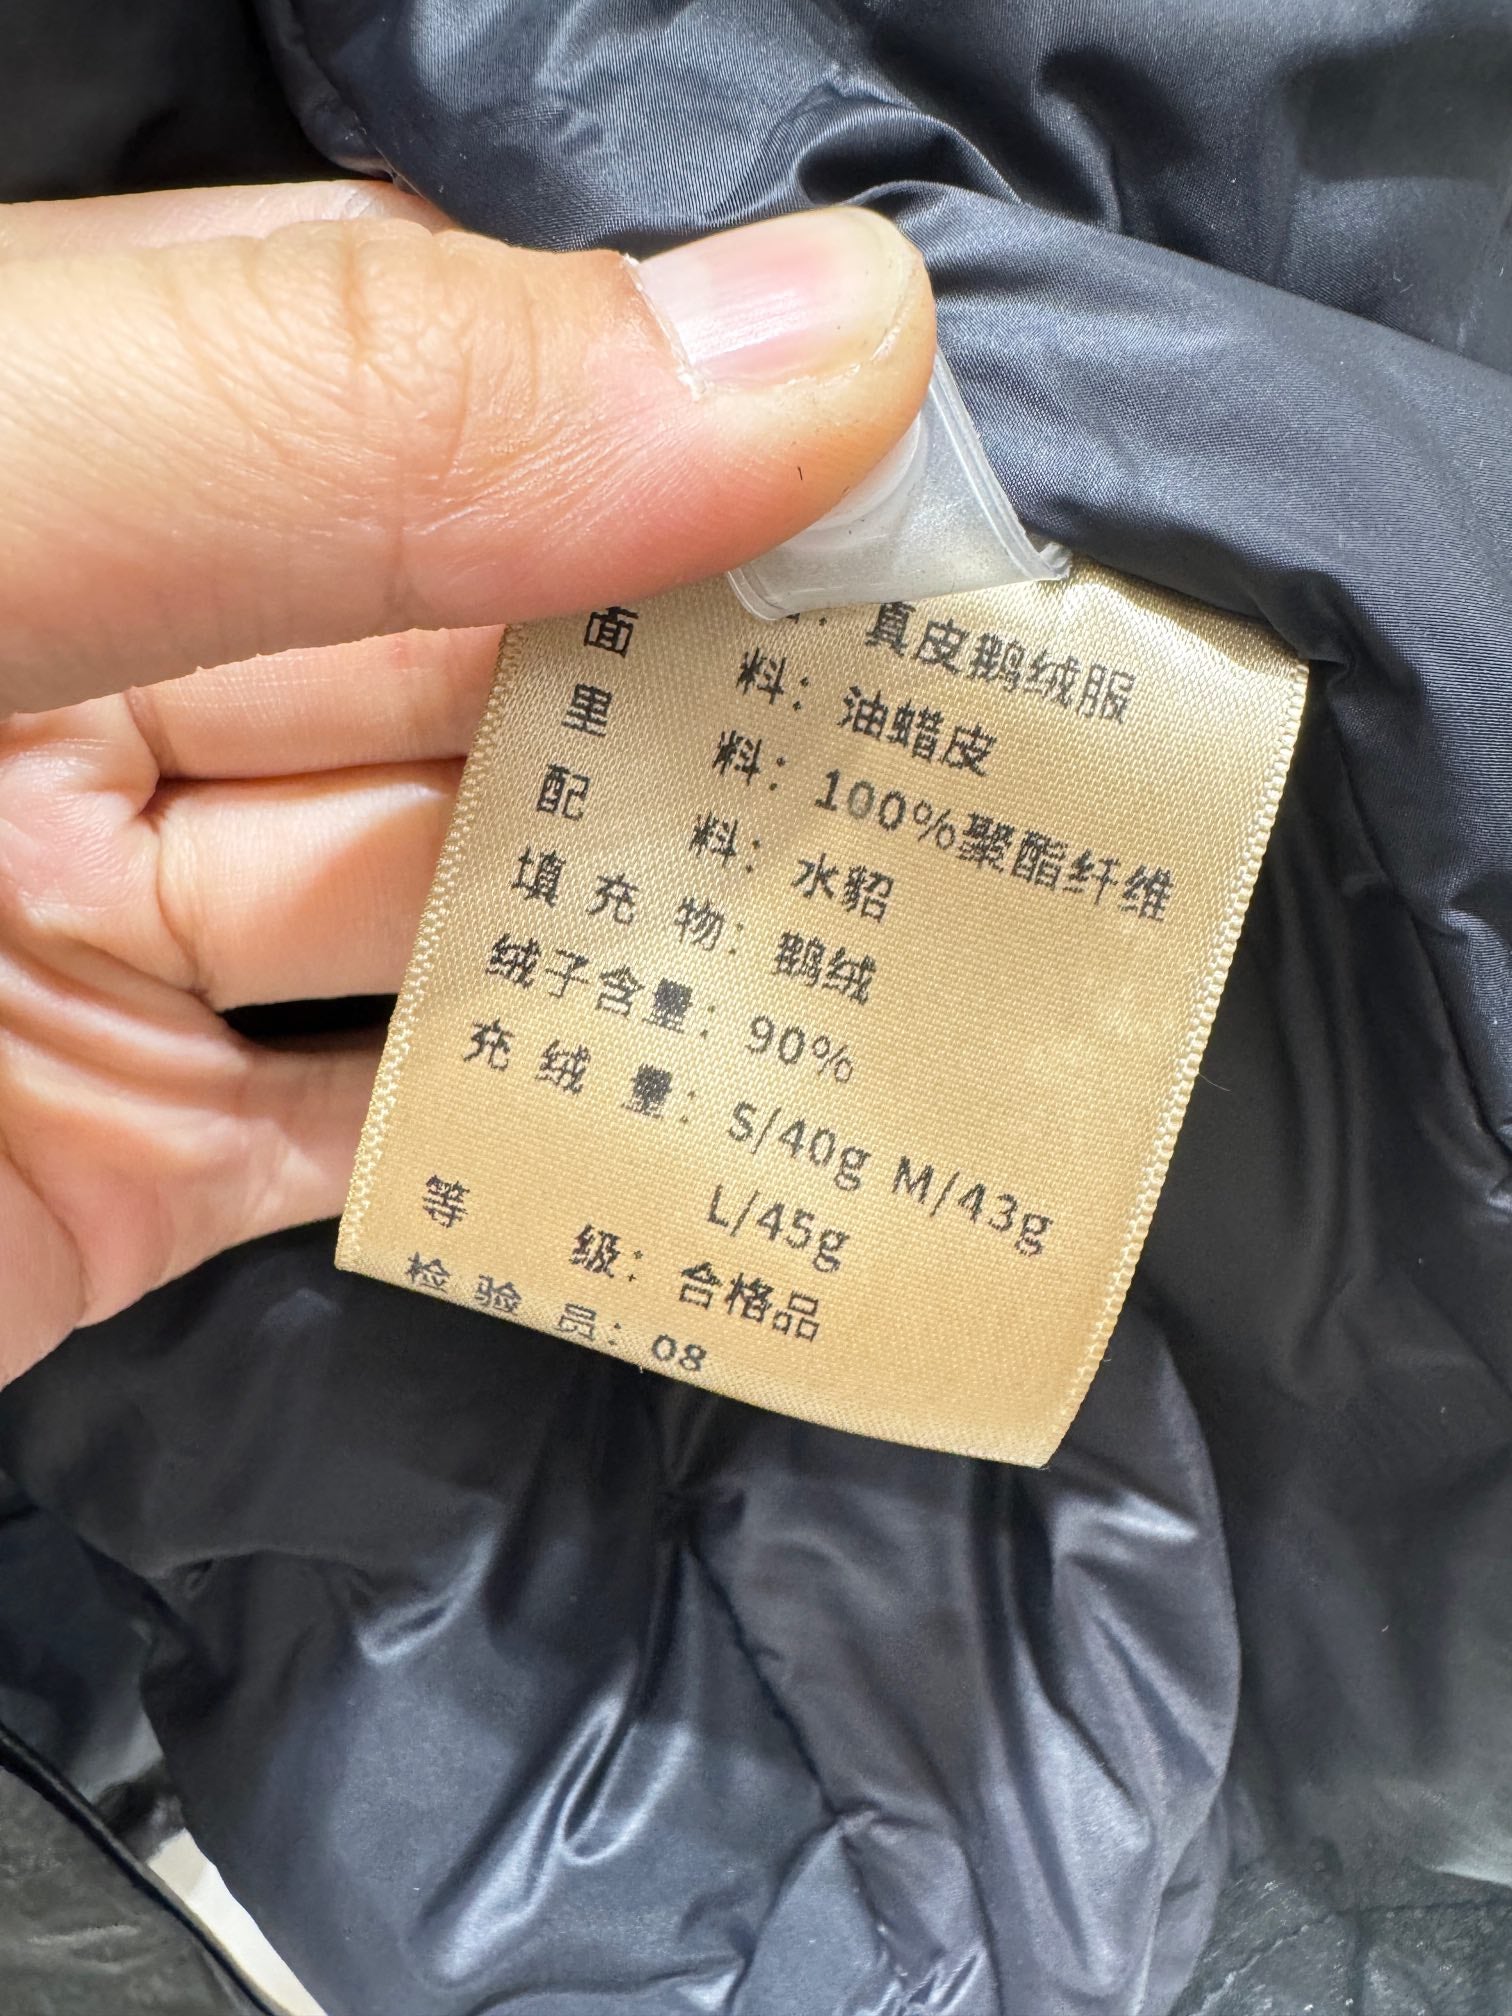 ：真皮鹅绒服
面 料：油蜡皮
里 料：100%聚酯纤维
配 料：水貂
填 充 物：鹅绒
绒子含量：90%
充 绒 量：S/40g M/43g
L/45g
等 级：合格品
检 验 员：08